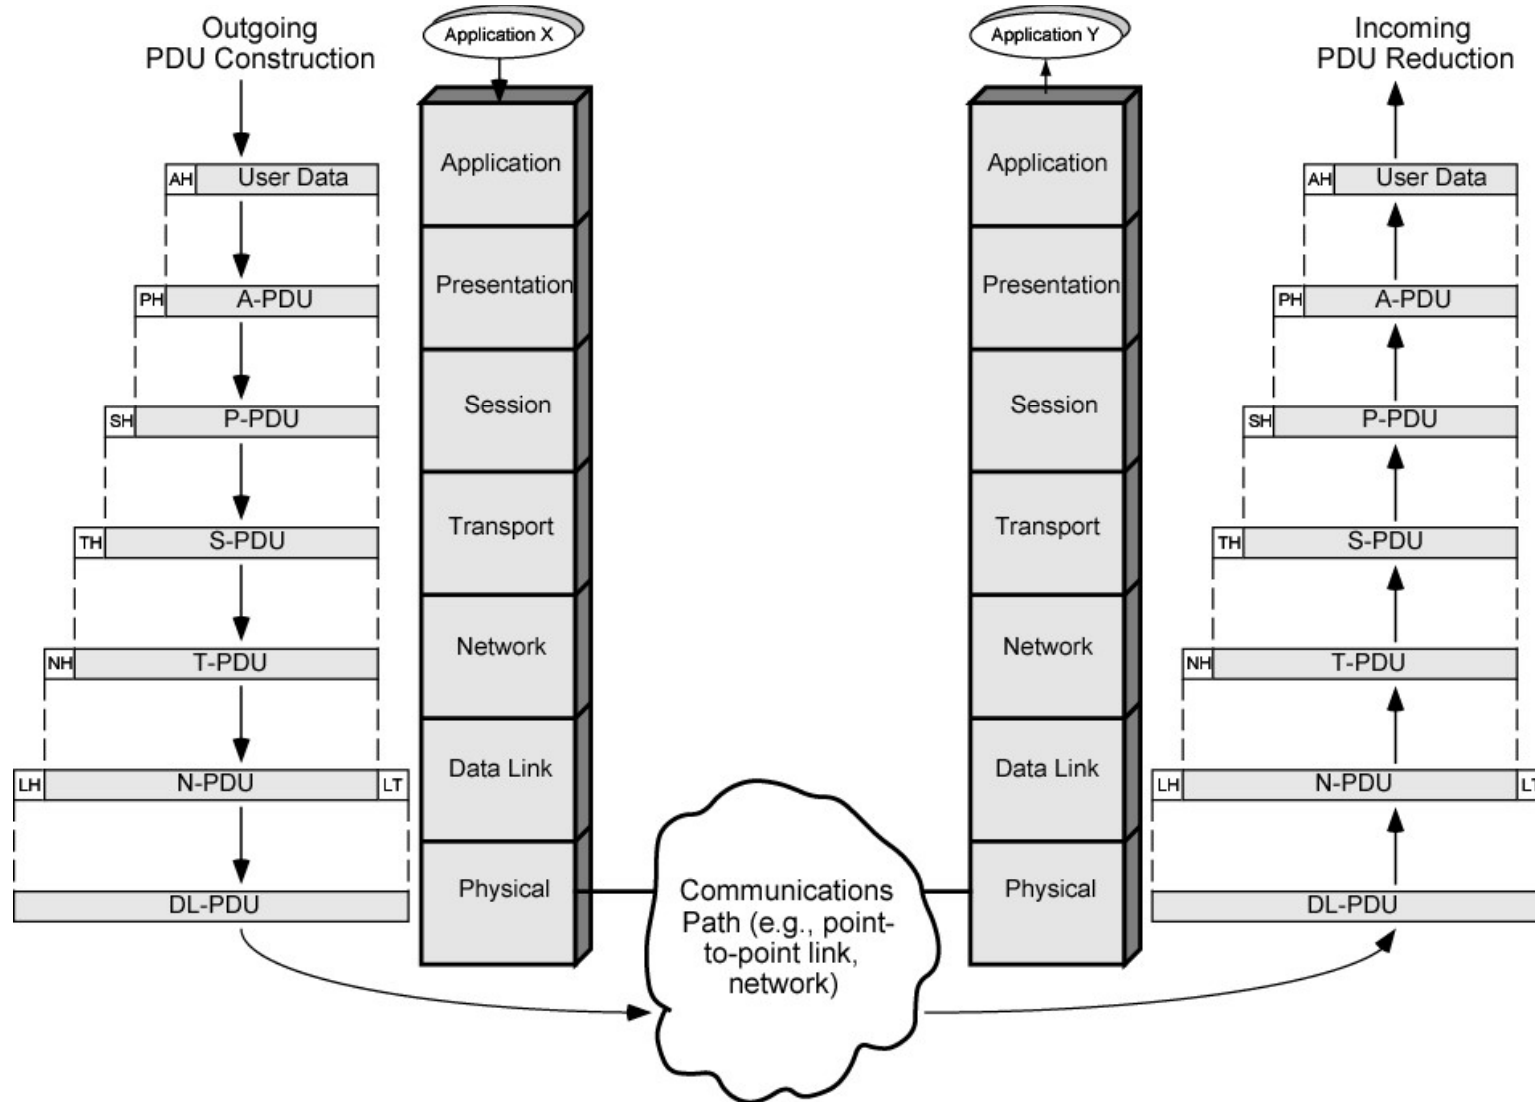 Outgoing
PDU Construction
Application X
Application Y
Incoming
PDU Reduction
AH User Data
Application
Application
AH User Data
PH A-PDU
Presentation
Presentation
PH A-PDU
SH P-PDU
Session
Session
SH P-PDU
TH S-PDU
Transport
Transport
TH S-PDU
NH T-PDU
Network
Network
NH T-PDU
LH N-PDU LT
Data Link
Data Link
LH N-PDU LT
DL-PDU
Physical
Communications
Path (e.g., point-
to-point link,
network)
Physical
DL-PDU